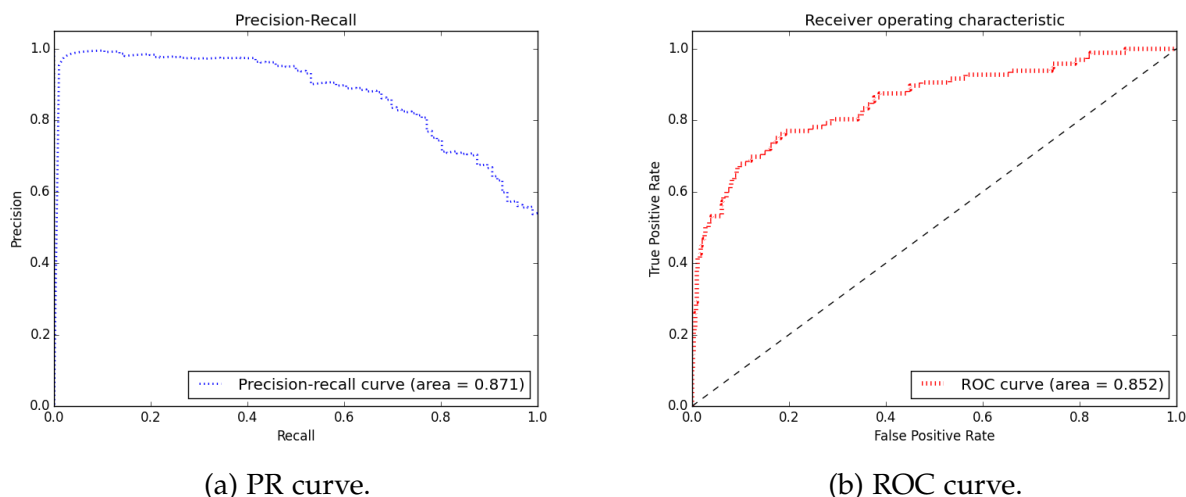 Precision-Recall
1.0
0.8
0.6
0.4
0.2
0.0
Precision
0.0 0.2 0.4 0.6 0.8 1.0
Recall
Precision-recall curve (area = 0.871)
(a) PR curve.
Receiver operating characteristic
1.0
0.8
0.6
0.4
0.2
0.0
True Positive Rate
0.0 0.2 0.4 0.6 0.8 1.0
False Positive Rate
ROC curve (area = 0.852)
(b) ROC curve.